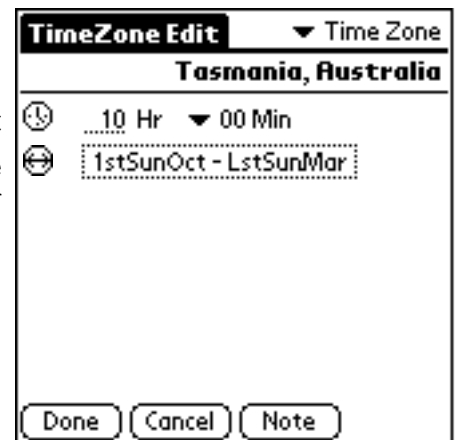 TimeZone Edit Time Zone
Tasmania, Australia
10 Hr 00 Min
1stSunOct - LstSunMar
Done Cancel Note